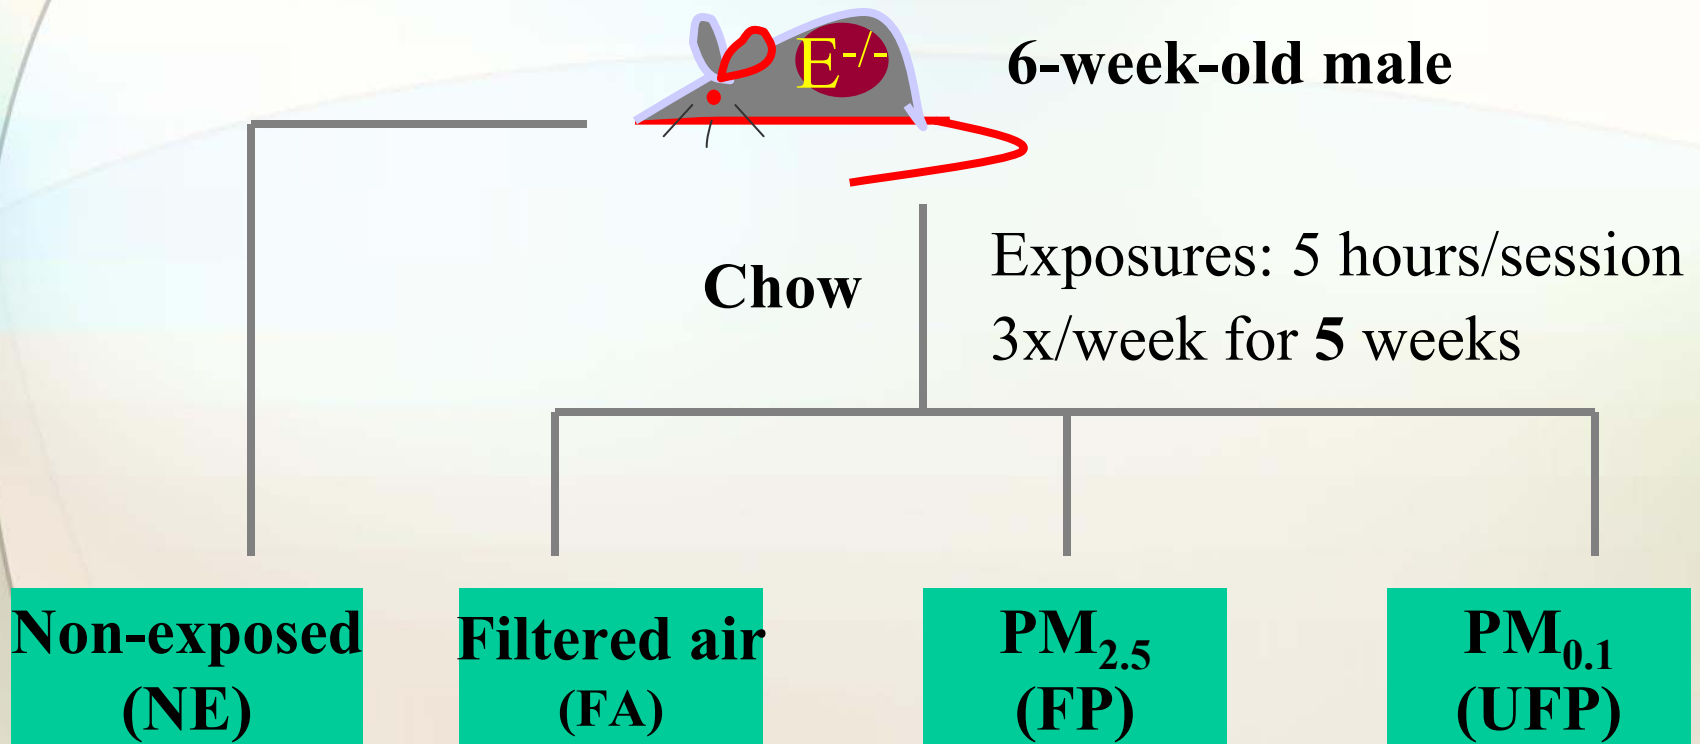 E-/-
6-week-old male
Chow
Exposures: 5 hours/session
3x/week for 5 weeks
Non-exposed
(NE)
Filtered air
(FA)
PM2.5
(FP)
PM0.1
(UFP)